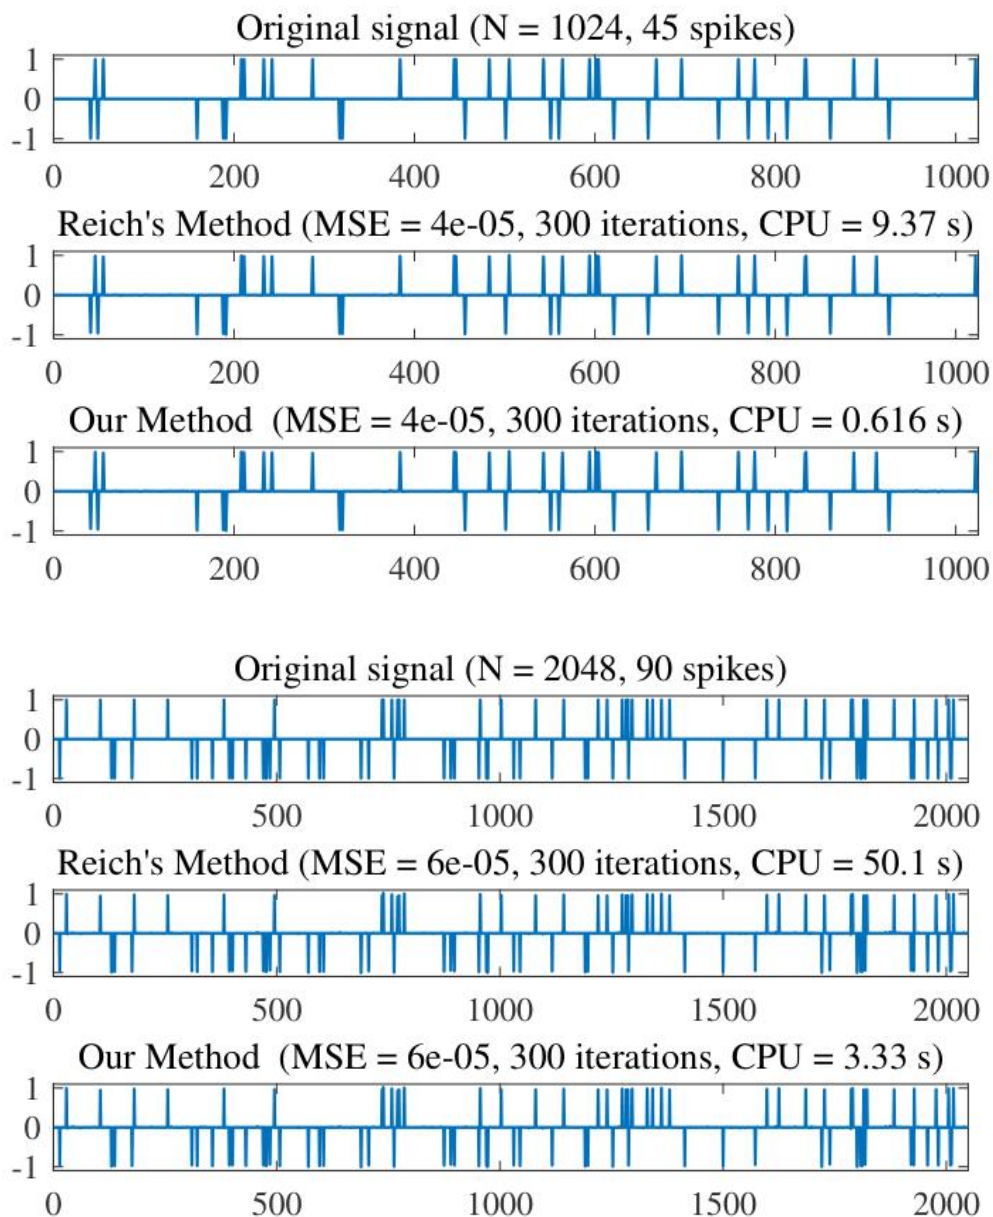 Original signal (N = 1024, 45 spikes)
1
0
-1
0 200 400 600 800 1000
Reich's Method (MSE = 4e-05, 300 iterations, CPU = 9.37 s)
1
0
-1
0 200 400 600 800 1000
Our Method (MSE = 4e-05, 300 iterations, CPU = 0.616 s)
1
0
-1
0 200 400 600 800 1000
Original signal (N = 2048, 90 spikes)
1
0
-1
0 500 1000 1500 2000
Reich's Method (MSE = 6e-05, 300 iterations, CPU = 50.1 s)
1
0
-1
0 500 1000 1500 2000
Our Method (MSE = 6e-05, 300 iterations, CPU = 3.33 s)
1
0
-1
0 500 1000 1500 2000